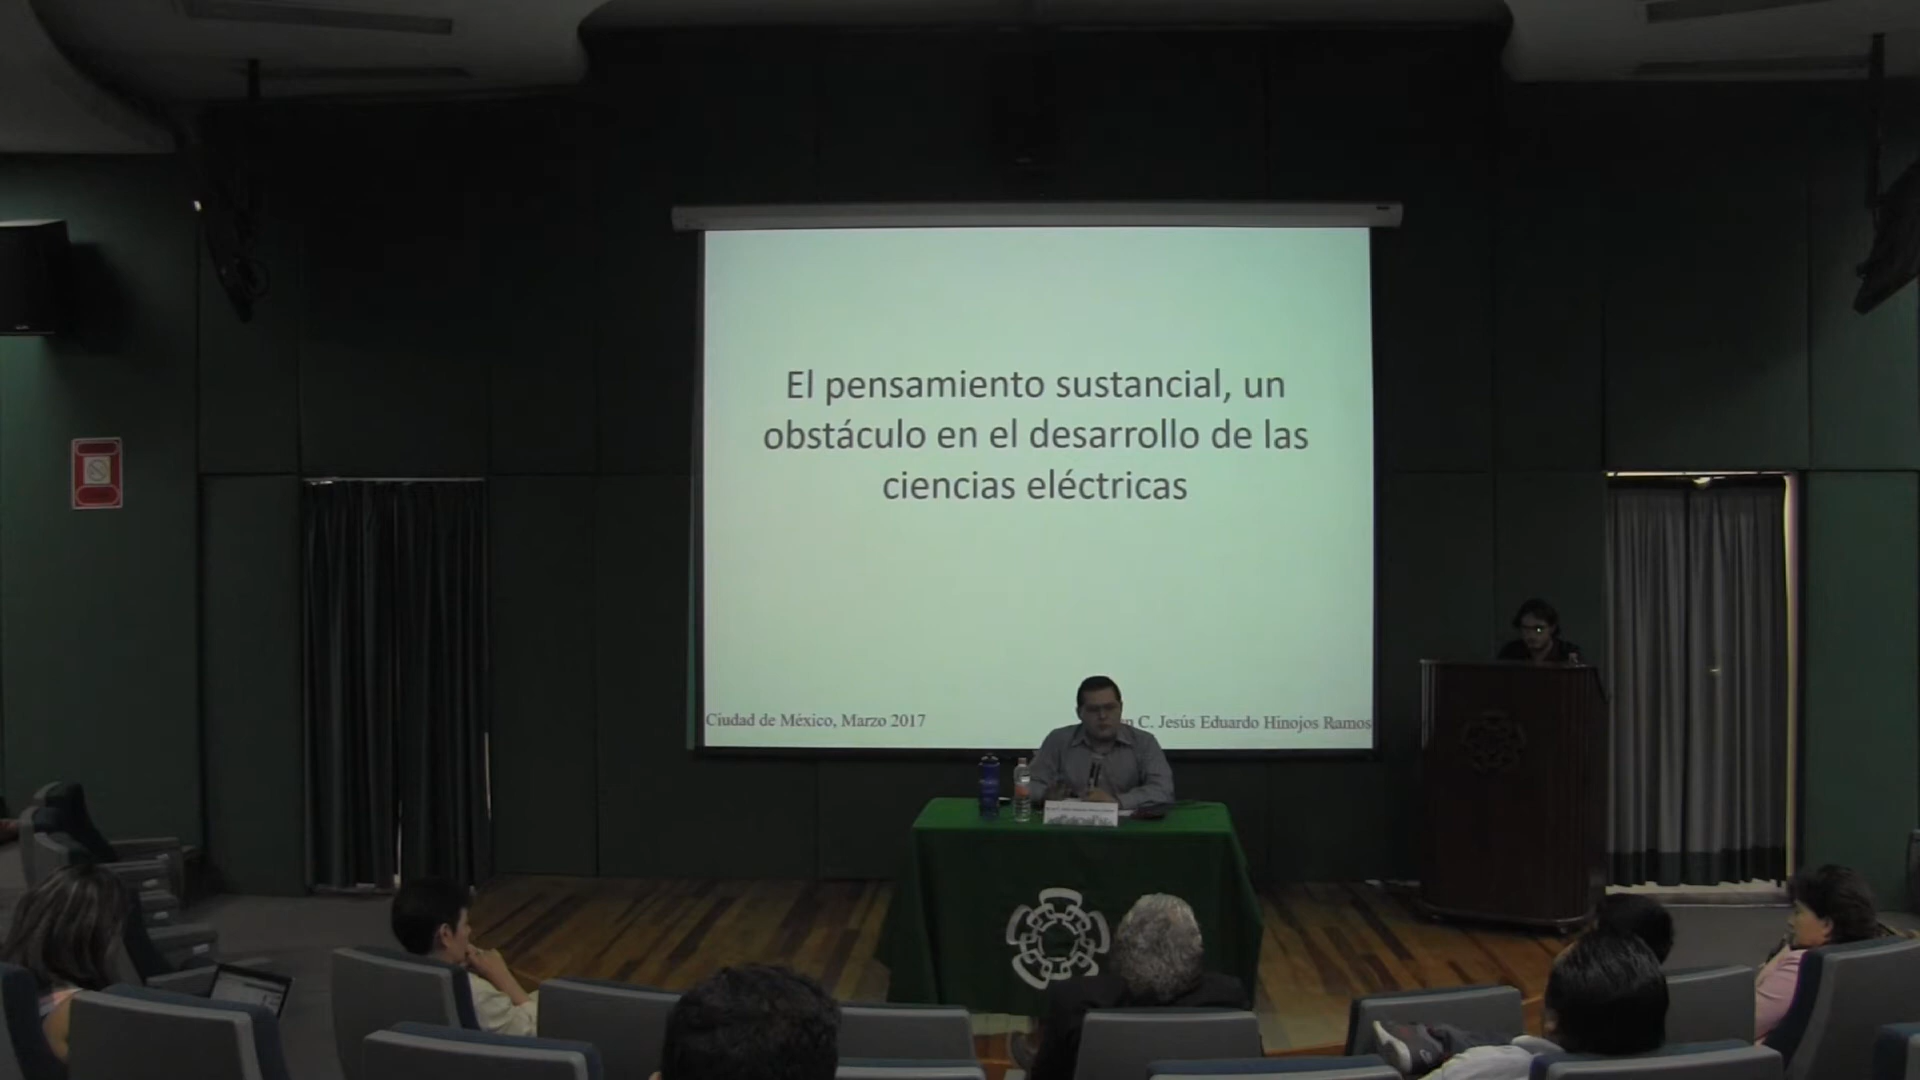 El pensamiento sustancial, un
obstáculo en el desarrollo de las
ciencias eléctricas
Ciudad de México, Marzo 2017
C. Jesús Eduardo Hinojos Ramos